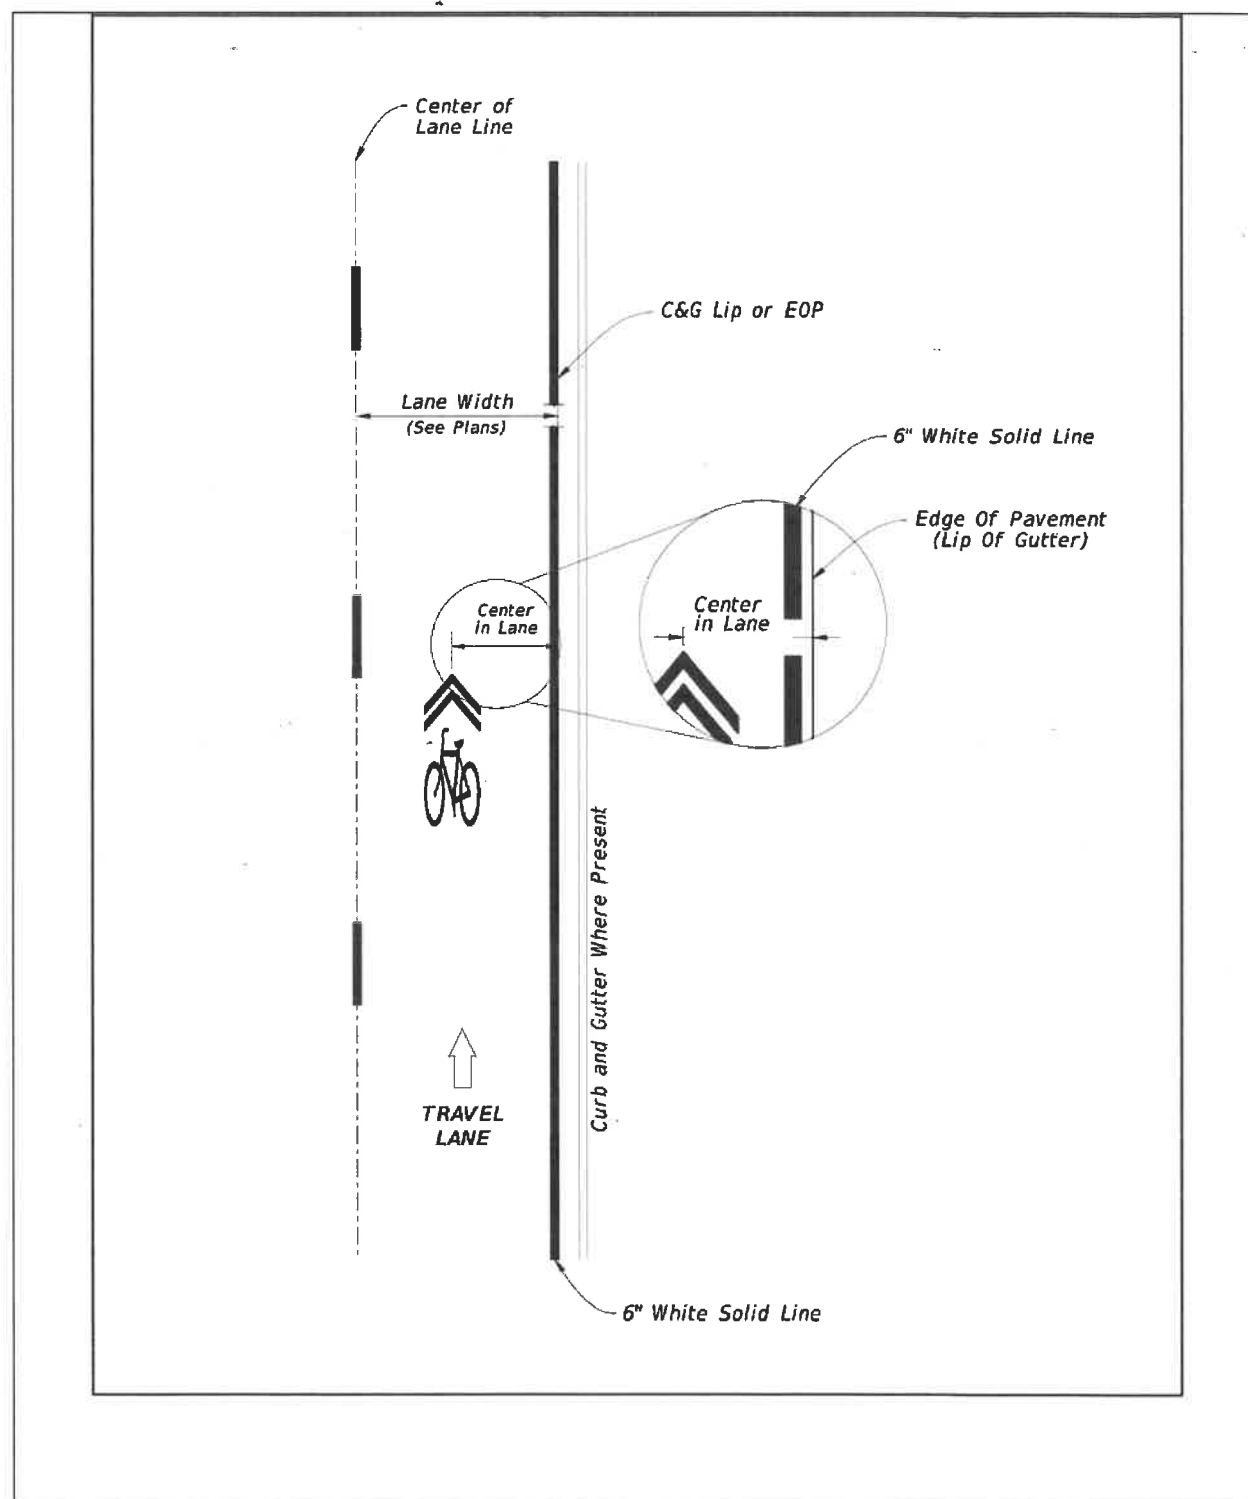 Center of
Lane Line
C&G Lip or EOP
Lane Width
(See Plans)
6" White Solid Line
Edge Of Pavement
(Lip Of Gutter)
Center
in Lane
Center
in Lane
Curb and Gutter Where Present
TRAVEL
LANE
6" White Solid Line